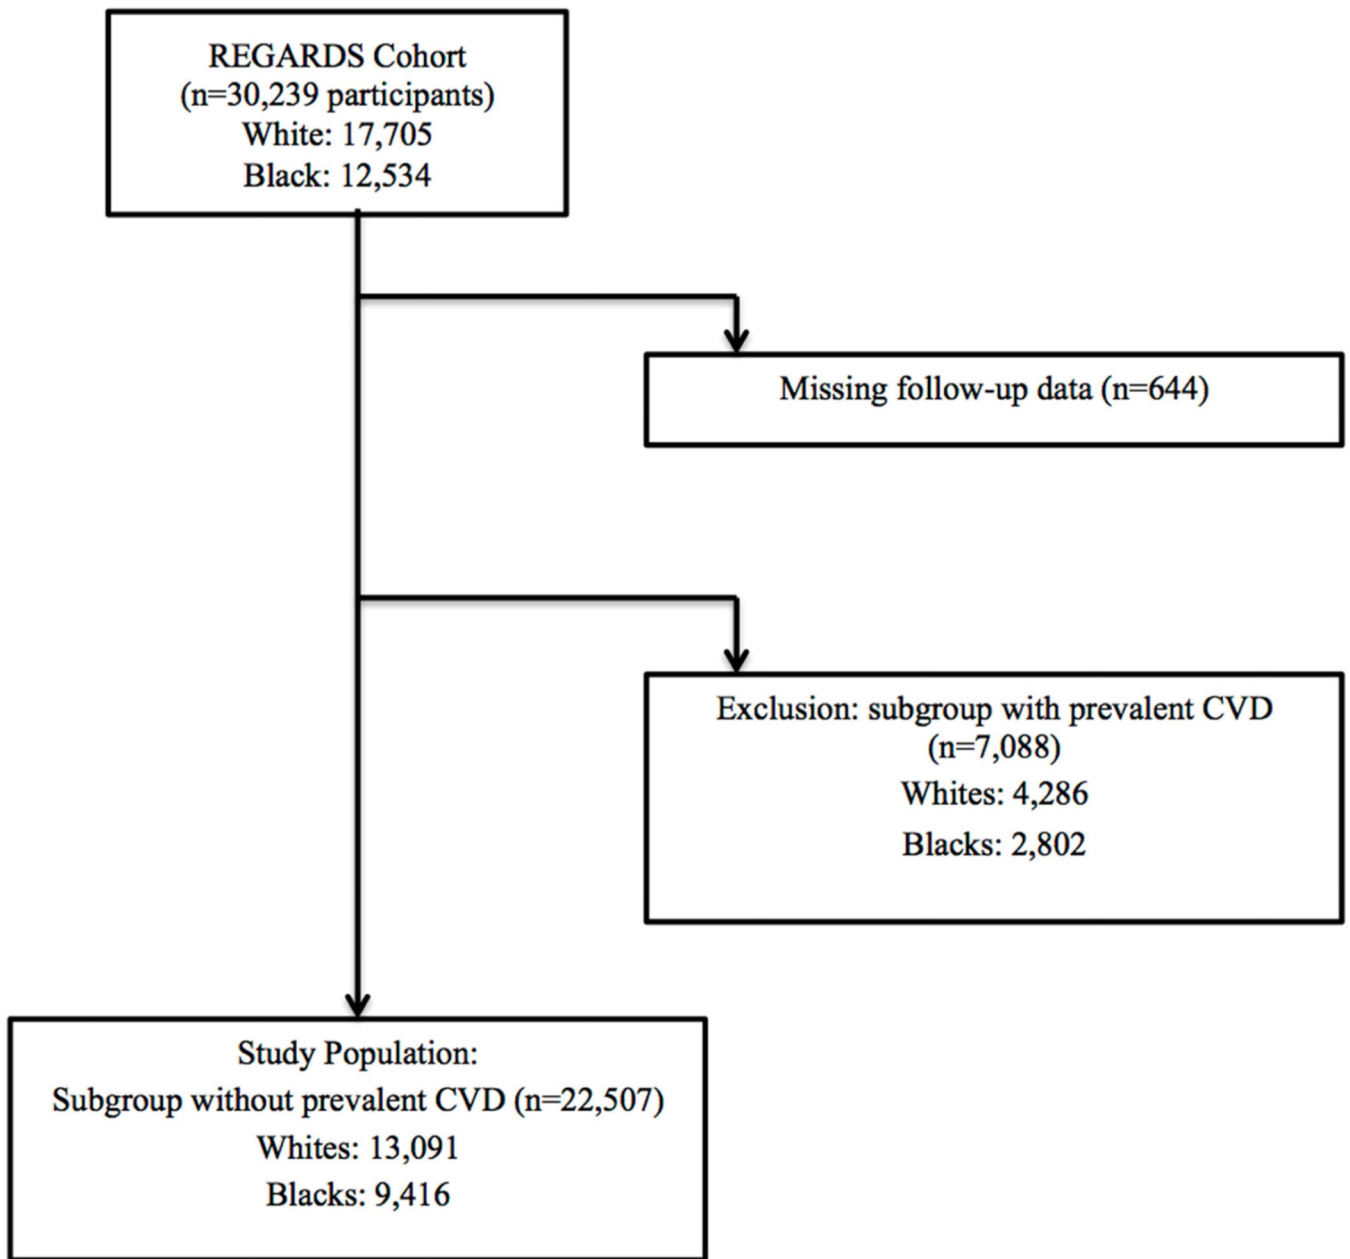 REGARDS Cohort
(n=30,239 participants)
White: 17,705
Black: 12,534
Missing follow-up data (n=644)
Exclusion: subgroup with prevalent CVD
(n=7,088)
Whites: 4,286
Blacks: 2,802
Study Population:
Subgroup without prevalent CVD (n=22,507)
Whites: 13,091
Blacks: 9,416